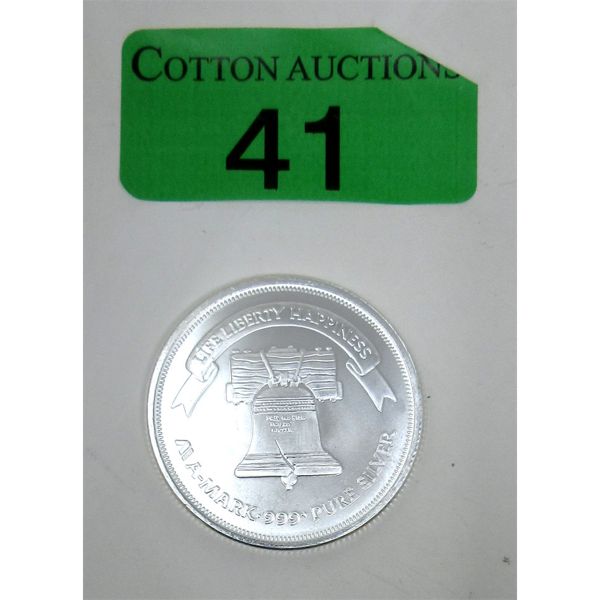 COTTON AUCTIONS
41
LIFE LIBERTY HAPPINESS
A-MARK .999+ PURE SILVER